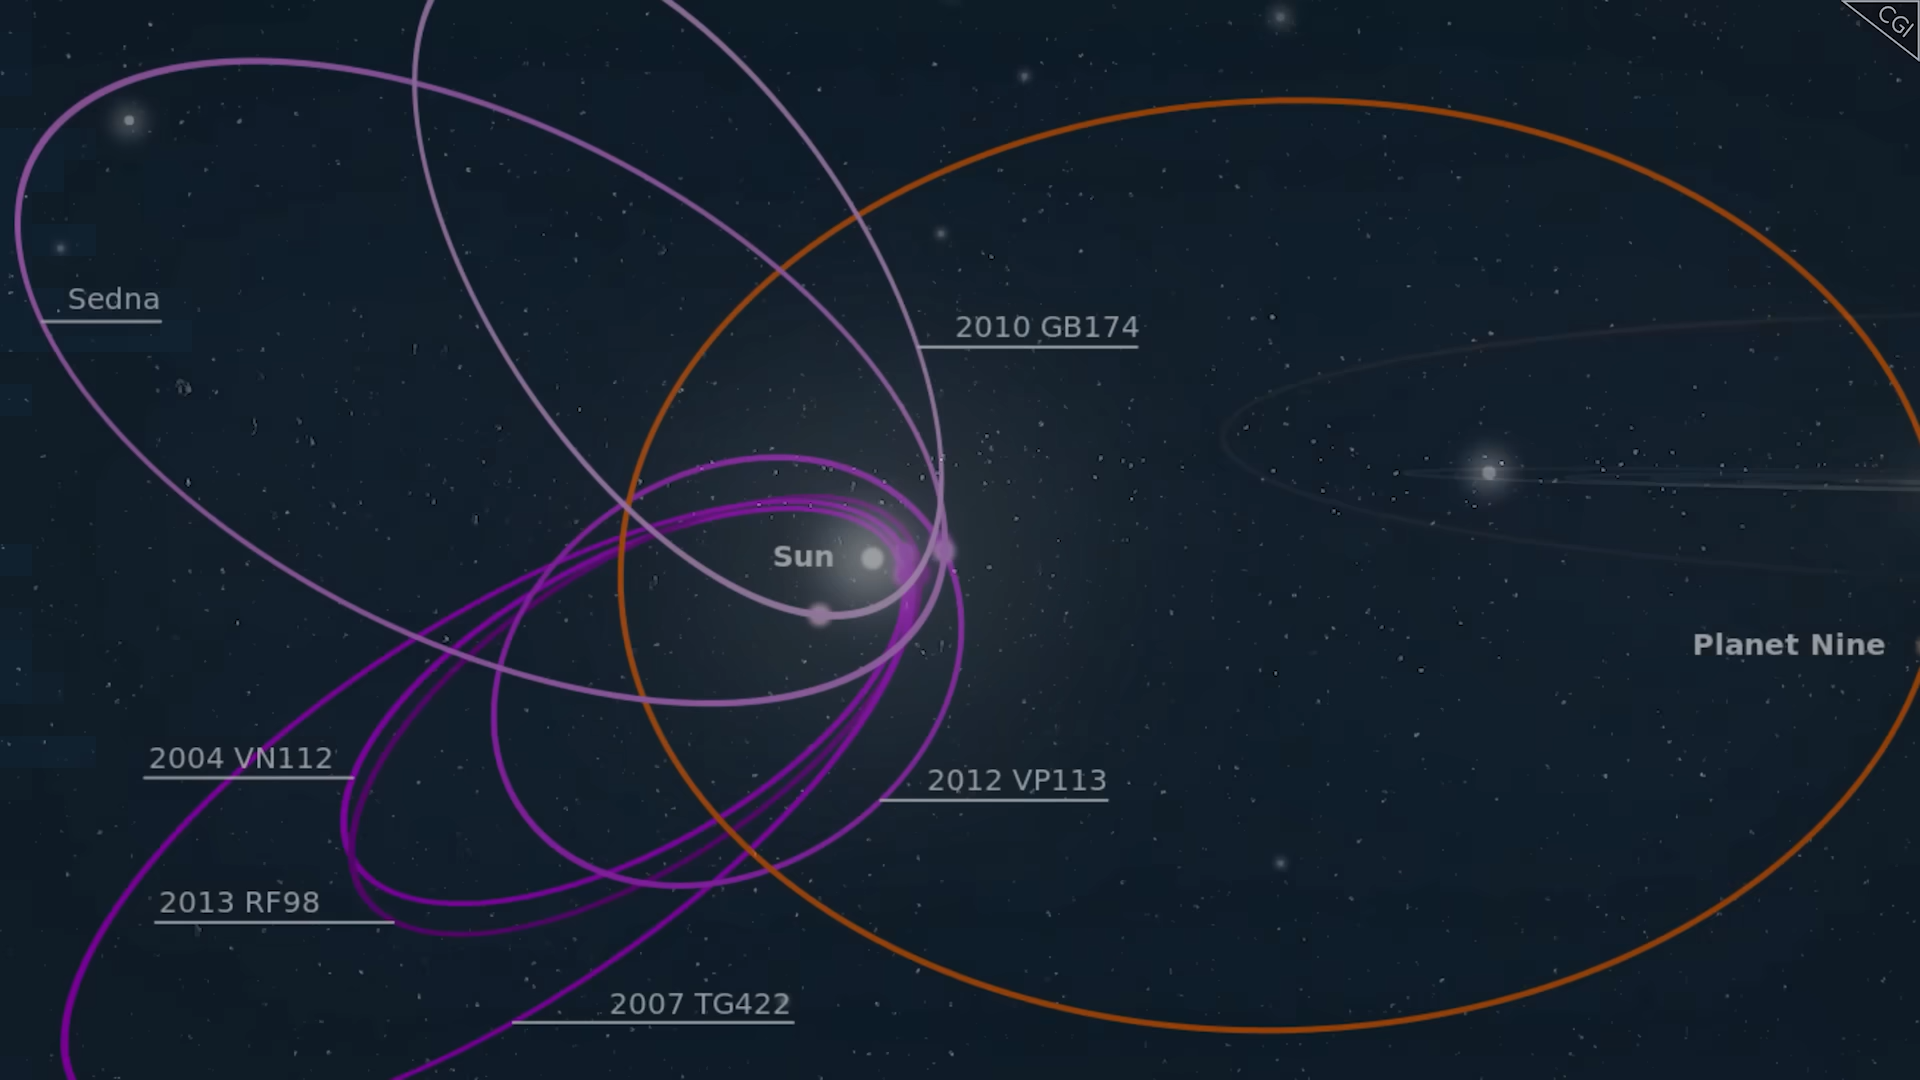 CGI
Sedna
2010 GB174
Sun
Planet Nine
2004 VN112
2012 VP113
2013 RF98
2007 TG422